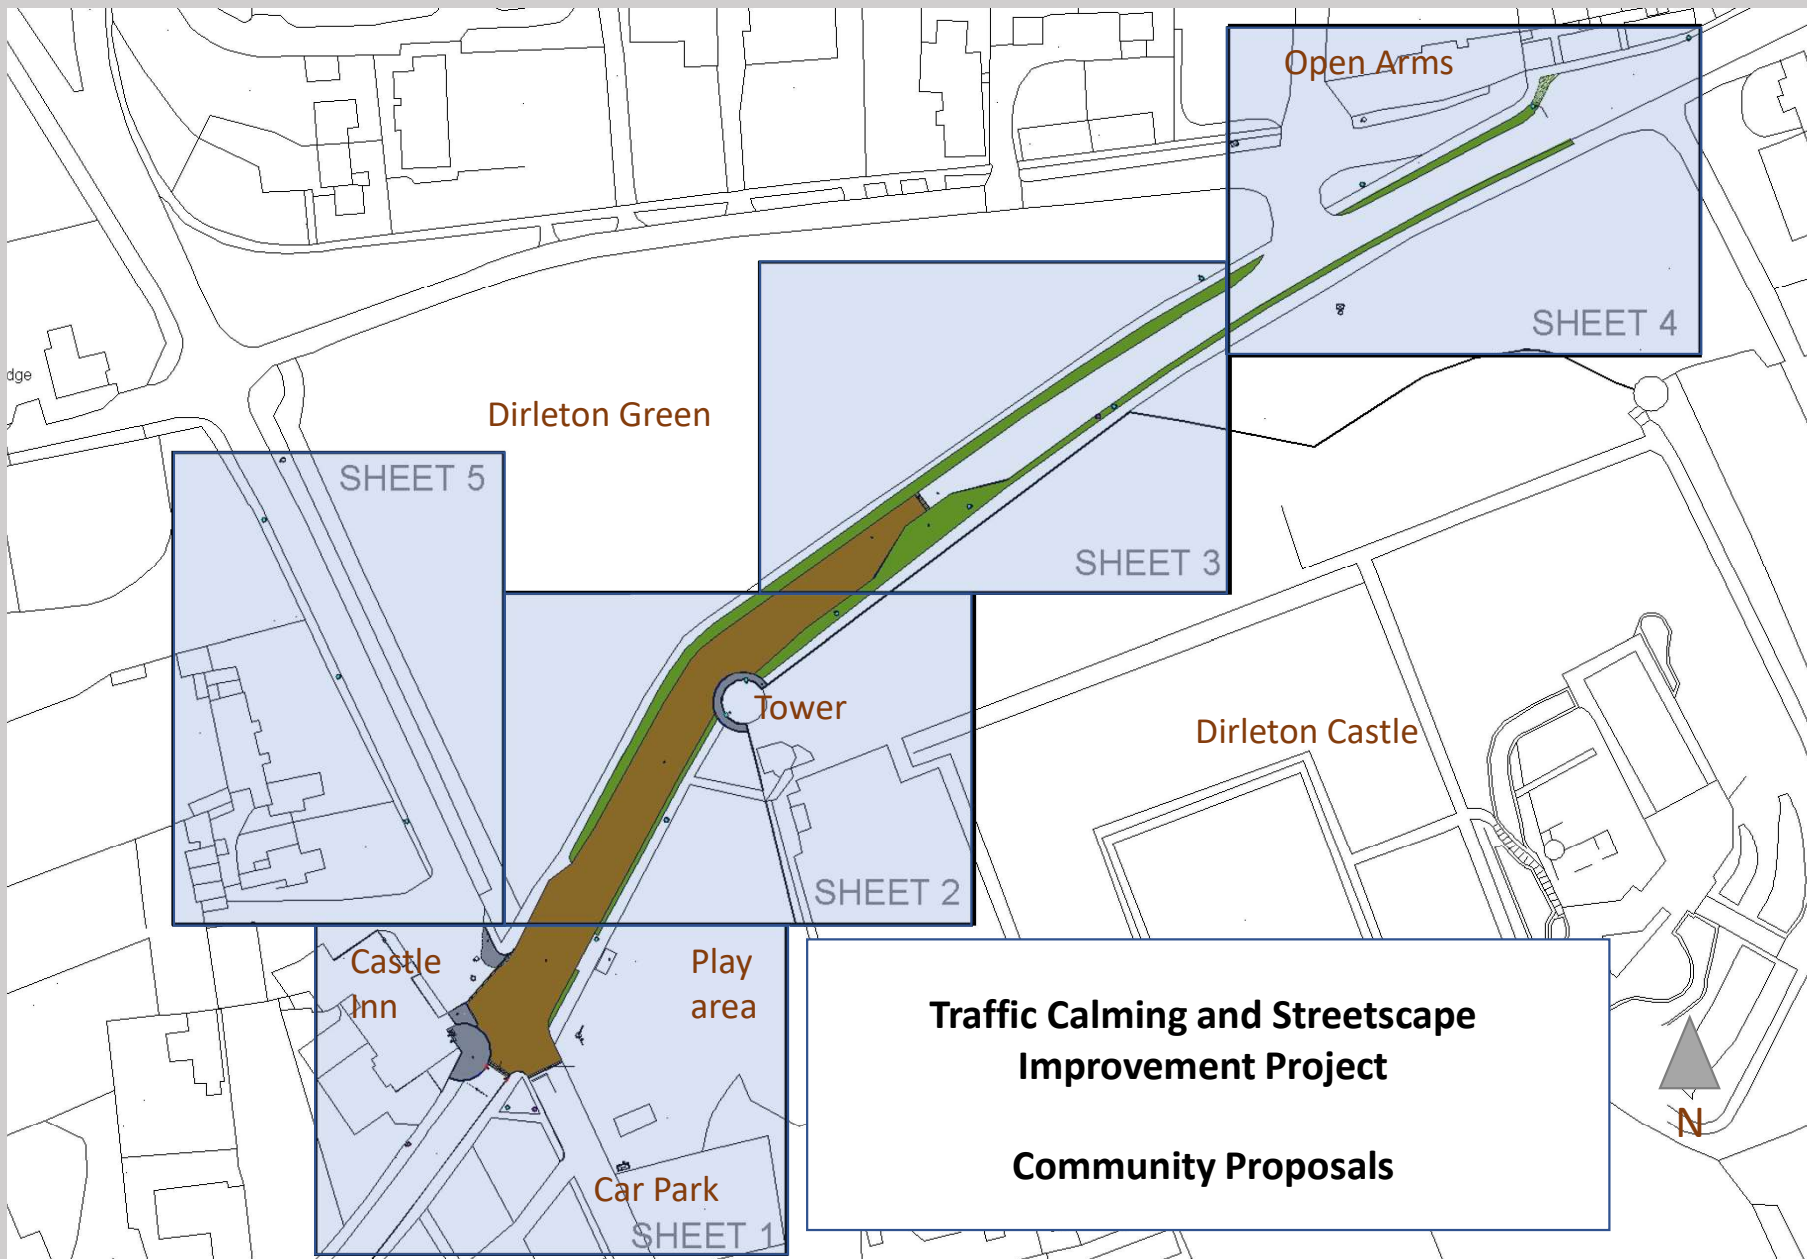 Open Arms
SHEET 4
dge
Dirleton Green
SHEET 5
SHEET 3
Tower
Dirleton Castle
SHEET 2
Castle
Inn
Play
area
Traffic Calming and Streetscape
Improvement Project
Community Proposals
N
Car Park
SHEET 1